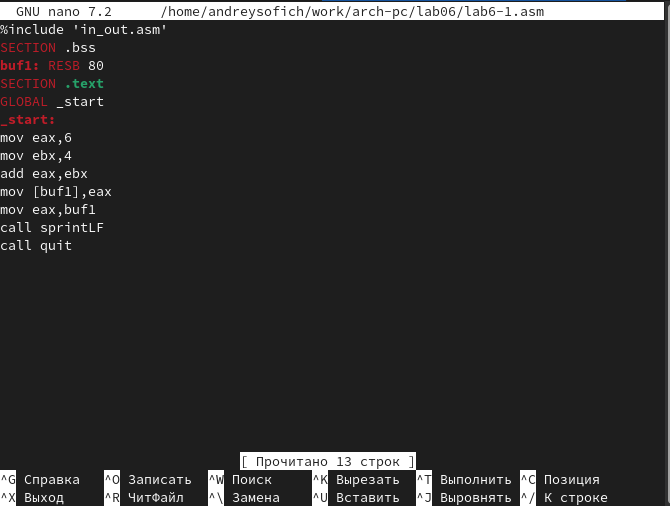 GNU nano 7.2 /home/andreysofich/work/arch-pc/lab06/lab6-1.asm
%include 'in_out.asm'
SECTION .bss
buf1: RESB 80
SECTION .text
GLOBAL _start
_start:
mov eax,6
mov ebx,4
add eax,ebx
mov [buf1],eax
mov eax,buf1
call sprintLF
call quit
[ Прочитано 13 строк ]
^G Справка ^O Записать ^W Поиск ^K Вырезать ^T Выполнить ^C Позиция
^X Выход ^R ЧитФайл ^\ Замена ^U Вставить ^J Выровнять ^/ К строке